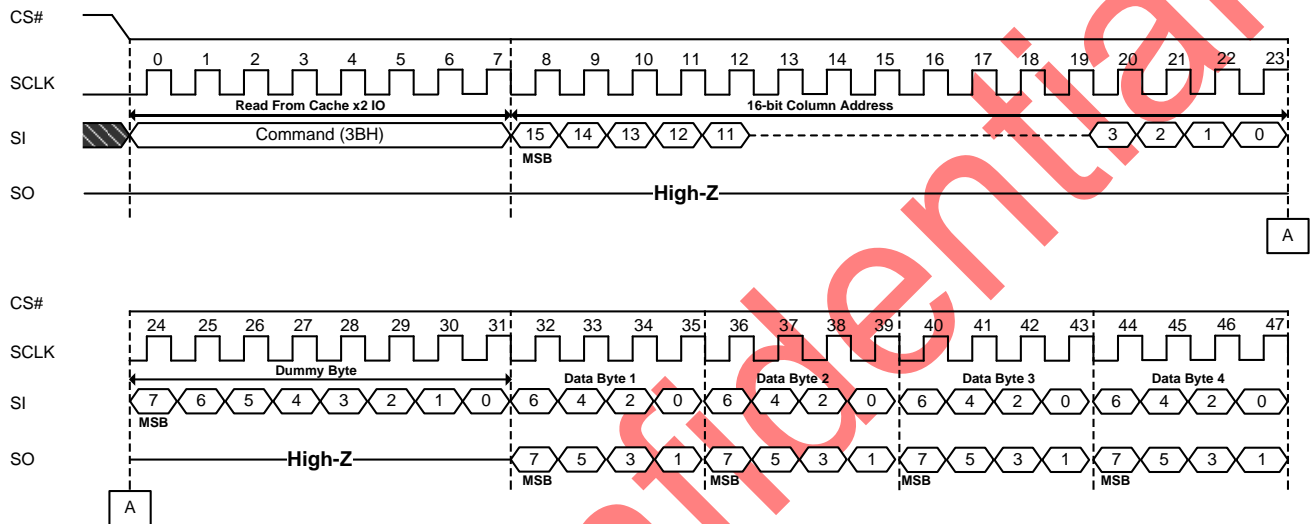 CS#
0 1 2 3 4 5 6 7 8 9 10 11 12 13 14 15 16 17 18 19 20 21 22 23
SCLK
Read From Cache x2 IO 16-bit Column Address
SI Command (3BH) 15 14 13 12 11 3 2 1 0
MSB
SO High-Z
A
CS#
24 25 26 27 28 29 30 31 32 33 34 35 36 37 38 39 40 41 42 43 44 45 46 47
SCLK
Dummy Byte Data Byte 1 Data Byte 2 Data Byte 3 Data Byte 4
SI 7 6 5 4 3 2 1 0 6 4 2 0 6 4 2 0 6 4 2 0 6 4 2 0
MSB
SO High-Z 7 5 3 1 7 5 3 1 7 5 3 1 7 5 3 1
MSB MSB MSB MSB
A
nfidential